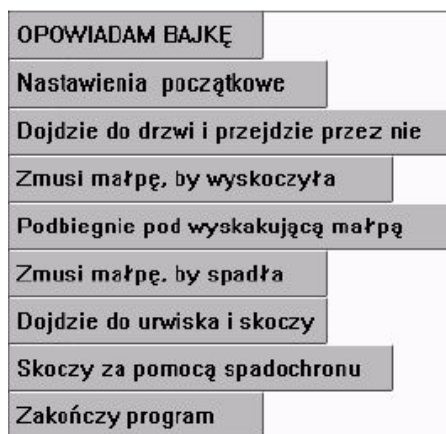 OPOWIADAM BAJKĘ
Nastawienia początkowe
Dojdzie do drzwi i przejdzie przez nie
Zmusi małpę, by wyskoczyła
Podbiegnie pod wyskakującą małpą
Zmusi małpę, by spadła
Dojdzie do urwiska i skoczy
Skoczy za pomocą spadochronu
Zakończy program